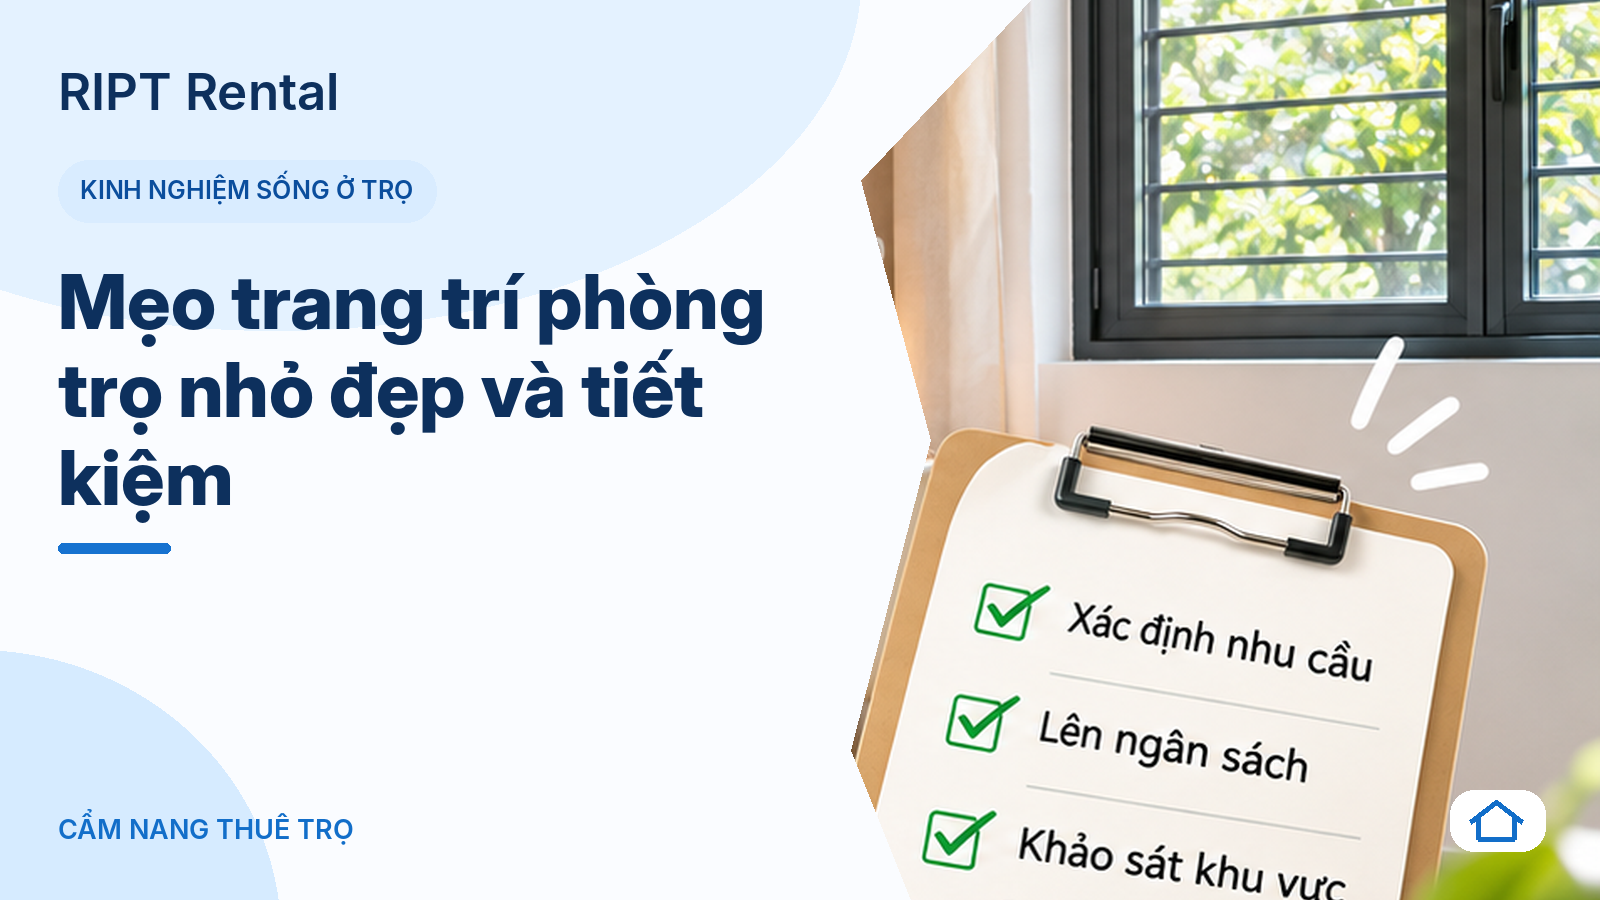 RIPT Rental
KINH NGHIỆM SỐNG Ở TRỌ
Mẹo trang trí phòng
trọ nhỏ đẹp và tiết
kiệm
CẨM NANG THUÊ TRỌ
Xác định nhu cầu
Lên ngân sách
Khảo sát khu vực